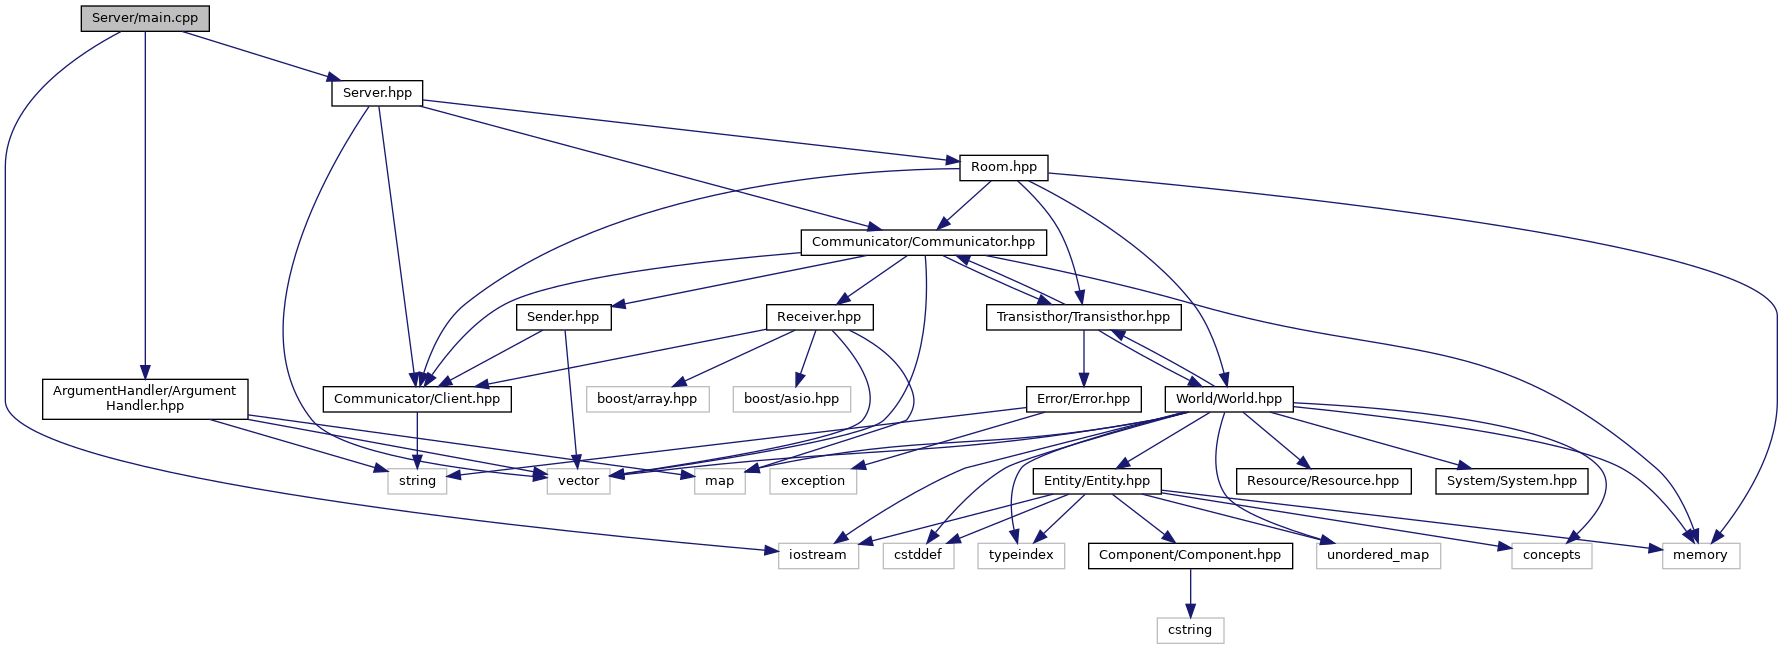 Server/main.cpp
Server.hpp
Room.hpp
Communicator/Communicator.hpp
Sender.hpp
Receiver.hpp
Transisthor/Transisthor.hpp
ArgumentHandler/Argument
Handler.hpp
Communicator/Client.hpp
boost/array.hpp
boost/asio.hpp
Error/Error.hpp
World/World.hpp
string
vector
map
exception
Entity/Entity.hpp
Resource/Resource.hpp
System/System.hpp
iostream
cstddef
typeindex
Component/Component.hpp
unordered_map
concepts
memory
cstring